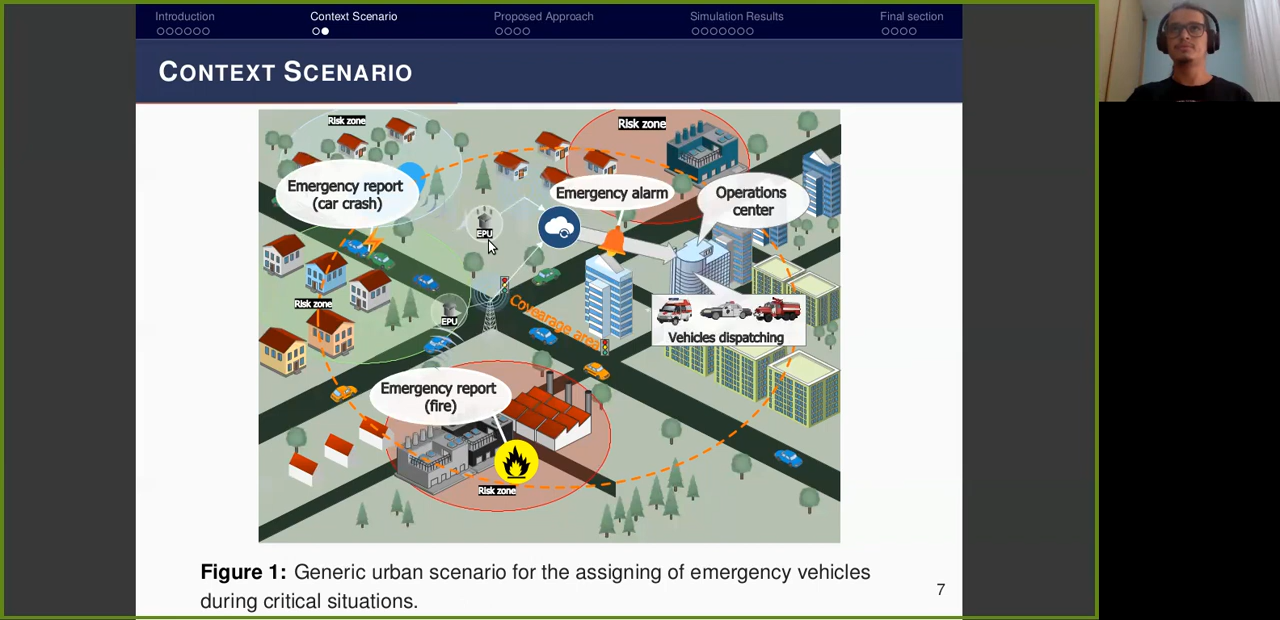 Introduction
Context Scenario
Proposed Approach
Simulation Results
Final section
CONTEXT SCENARIO
Risk zone
Risk zone
Emergency report
(car crash)
Emergency alarm
Operations
center
EPU
Risk zone
EPU
Covearage area
Vehicles dispatching
Emergency report
(fire)
Risk zone
Figure 1: Generic urban scenario for the assigning of emergency vehicles
during critical situations.
7